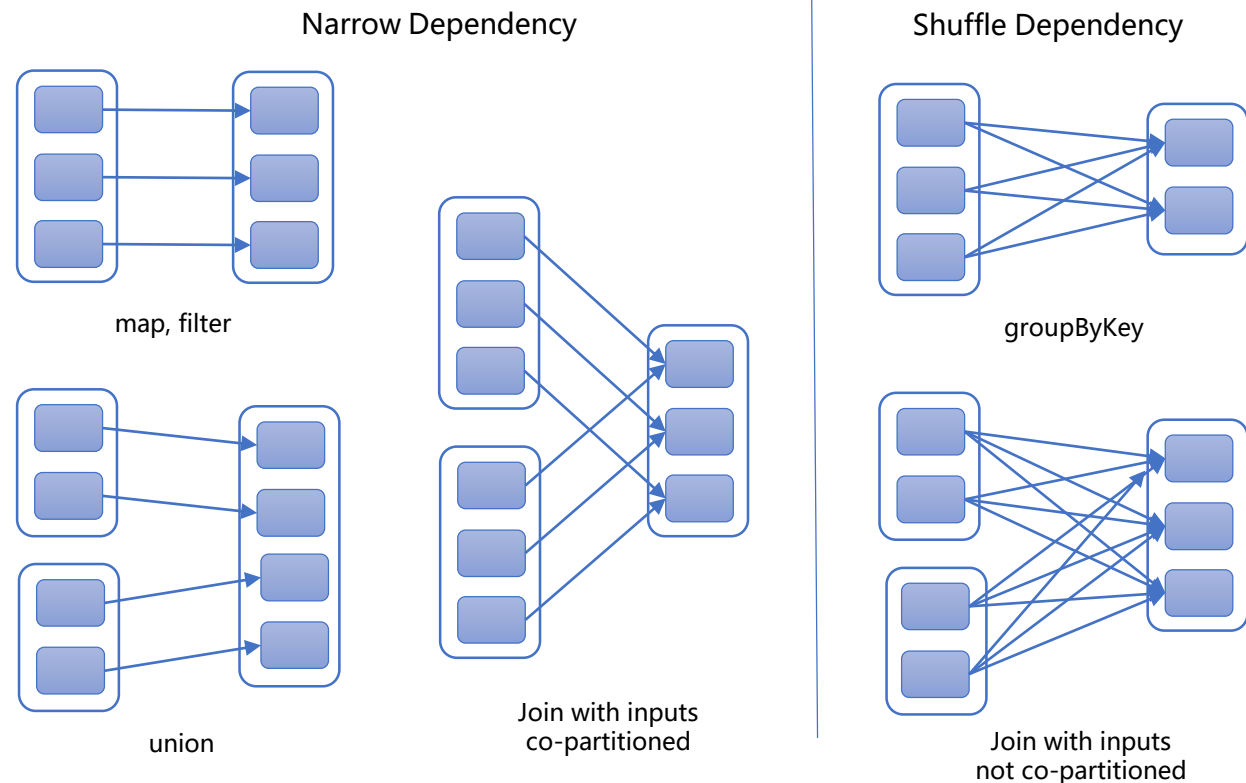 Narrow Dependency
Shuffle Dependency
map, filter
groupByKey
union
Join with inputs
co-partitioned
Join with inputs
not co-partitioned